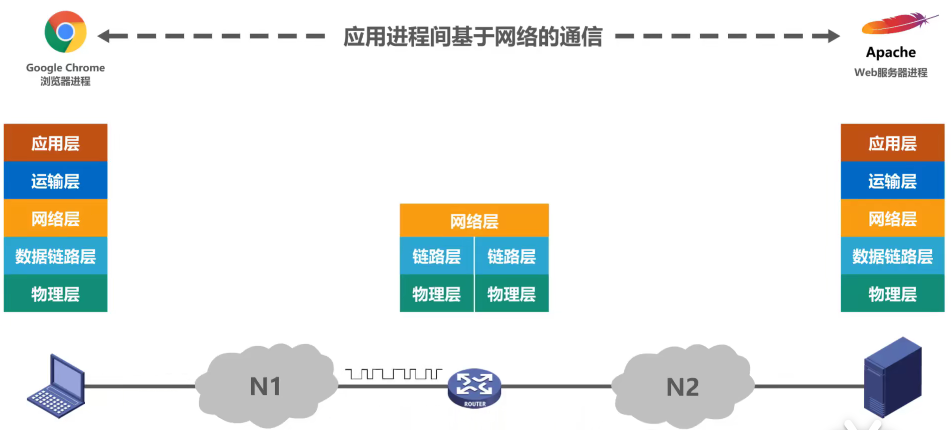 应用进程间基于网络的通信
Google Chrome
浏览器进程
Apache
Web服务器进程
应用层
运输层
网络层
数据链路层
物理层
网络层
链路层 链路层
物理层 物理层
应用层
运输层
网络层
数据链路层
物理层
N1
ROUTER
N2